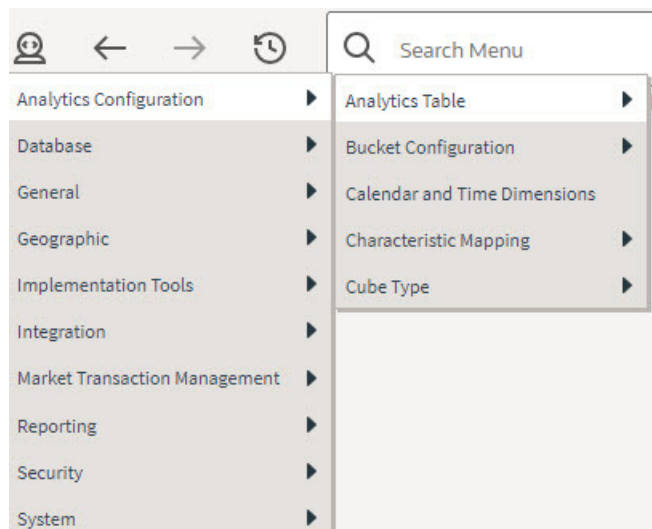 Search Menu
Analytics Configuration
Database
General
Geographic
Implementation Tools
Integration
Market Transaction Management
Reporting
Security
System
Analytics Table
Bucket Configuration
Calendar and Time Dimensions
Characteristic Mapping
Cube Type